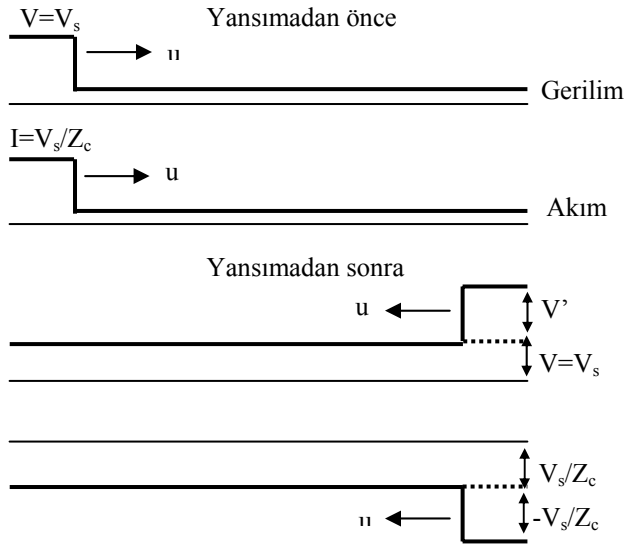 V=Vs
Yansımadan önce
u
Gerilim
I=Vs/Zc
u
Akım
Yansımadan sonra
u
V’
V=Vs
Vs/Zc
u
-Vs/Zc